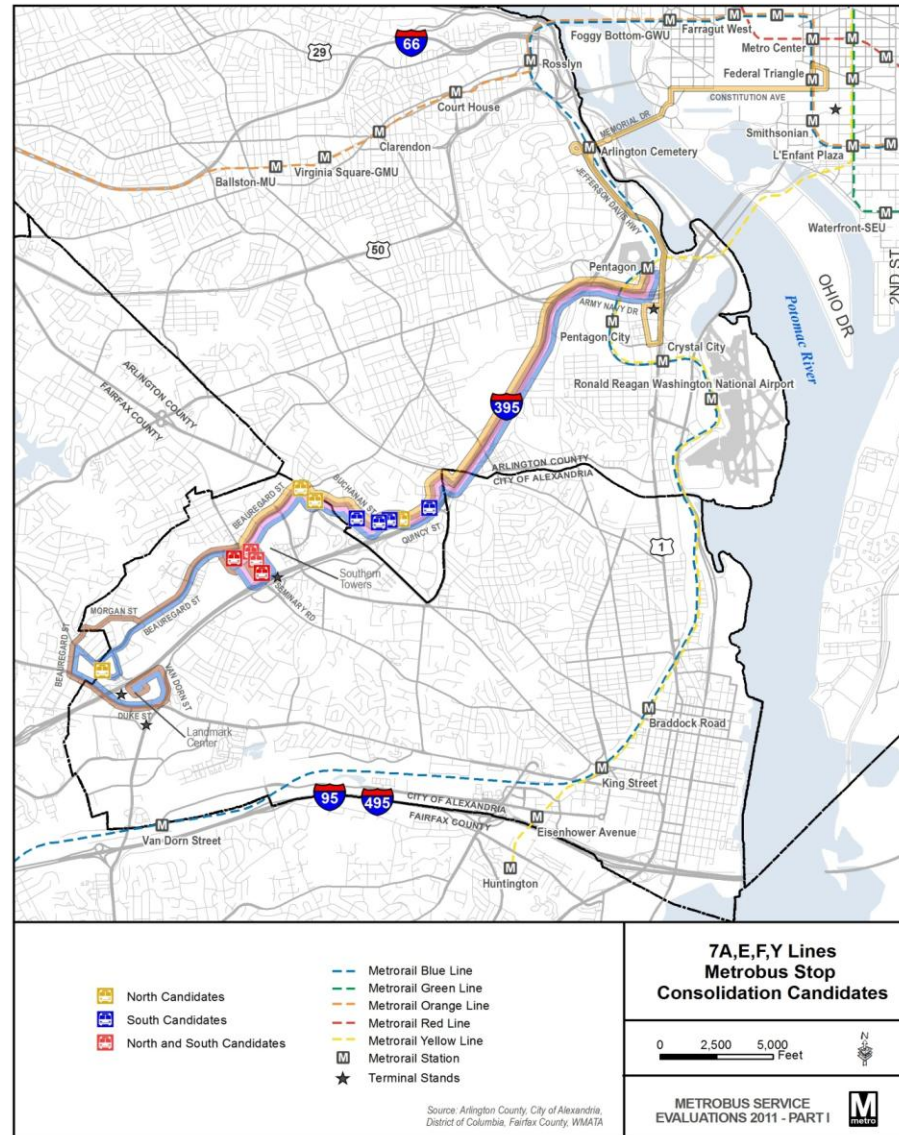 66
29
Foggy Bottom-GWU
Farragut West
Metro Center
Rosslyn
Federal Triangle
Court House
CONSTITUTION AVE
MEMORIAL DR
Clarendon
Smithsonian
Arlington Cemetery
L'Enfant Plaza
Virginia Square-GMU
Ballston-MU
JEFFERSON DAVIS HWY
Waterfront-SEU
50
2ND ST
OHIO DR
Pentagon
Potomac River
ARMY NAVY DR
Pentagon City
Crystal City
ARLINGTON COUNTY
FAIRFAX COUNTY
Ronald Reagan Washington National Airport
395
ARLINGTON COUNTY
CITY OF ALEXANDRIA
BEAUREGARD ST
BUCHANAN ST
QUINCY ST
1
Southern
Towers
SEMINARY RD
MORGAN ST
BEAUREGARD ST
BEAUREGARD ST
VAN DORN ST
DUKE ST
Landmark
Center
Braddock Road
King Street
95
495
CITY OF ALEXANDRIA
FAIRFAX COUNTY
Van Dorn Street
Eisenhower Avenue
Huntington
North Candidates
South Candidates
North and South Candidates
Metrorail Blue Line
Metrorail Green Line
Metrorail Orange Line
Metrorail Red Line
Metrorail Yellow Line
M Metrorail Station
Terminal Stands
Source: Arlington County, City of Alexandria,
District of Columbia, Fairfax County, WMATA
7A,E,F,Y Lines
Metrobus Stop
Consolidation Candidates
0 2,500 5,000
Feet
N
METROBUS SERVICE
EVALUATIONS 2011 - PART I
M
metro